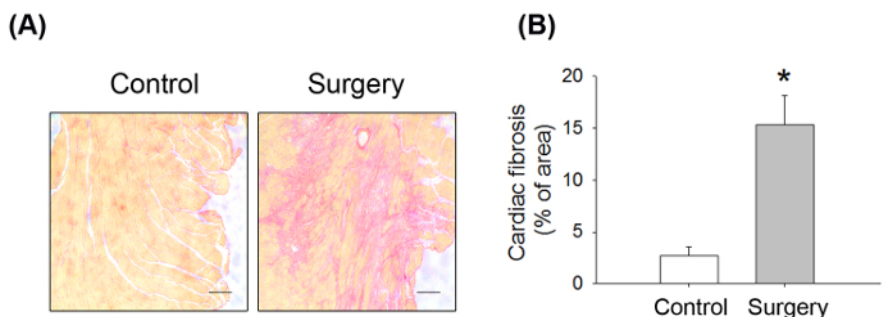 (A)
Control
Surgery
(B)
Cardiac fibrosis
(% of area)
20
15
10
5
0
*
Control
Surgery